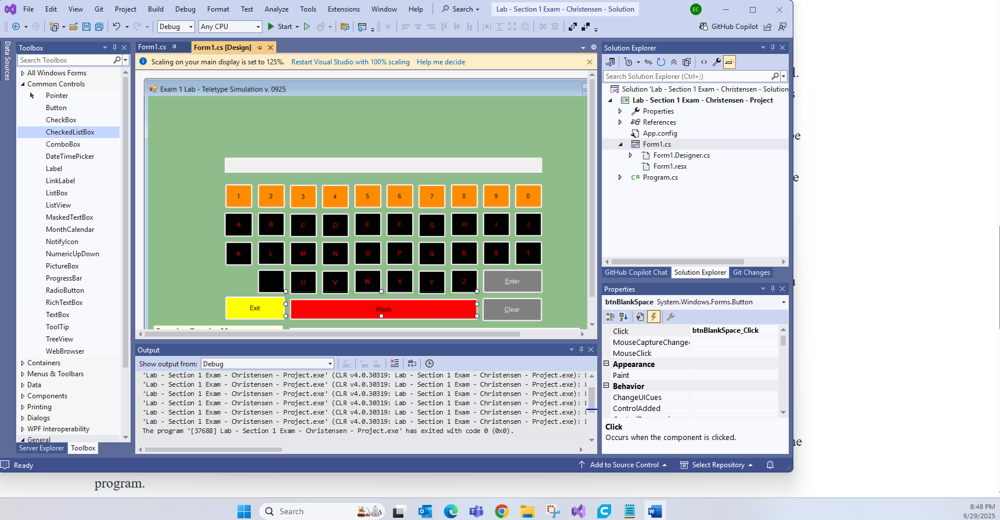 File Edit View Git Project Build Debug Format Test Analyze Tools Extensions Window Help Search Lab - Section 1 Exam - Christensen - Solution EC
Debug Any CPU Start GitHub Copilot
Data Sources
Toolbox
Search Toolbox
All Windows Forms
Common Controls
Pointer
Button
CheckBox
CheckedListBox
ComboBox
DateTimePicker
Label
LinkLabel
ListBox
ListView
MaskedTextBox
MonthCalendar
NotifyIcon
NumericUpDown
PictureBox
ProgressBar
RadioButton
RichTextBox
TextBox
ToolTip
TreeView
WebBrowser
Containers
Menus & Toolbars
Data
Components
Printing
Dialogs
WPF Interoperability
General
Server Explorer Toolbox
Form1.cs Form1.cs [Design]
Scaling on your main display is set to 125%. Restart Visual Studio with 100% scaling Help me decide
Exam 1 Lab - Teletype Simulation v. 0925
1 2 3 4 5 6 7 8 9 0
A B C D E F G H I J
K L M N O P Q R S T
. U V W X Y Z Enter
Exit Blank Clear
Output
Show output from: Debug
'Lab - Section 1 Exam - Christensen - Project.exe' (CLR v4.0.30319: Lab - Section 1 Exam - Christensen - Project.exe):
'Lab - Section 1 Exam - Christensen - Project.exe' (CLR v4.0.30319: Lab - Section 1 Exam - Christensen - Project.exe):
'Lab - Section 1 Exam - Christensen - Project.exe' (CLR v4.0.30319: Lab - Section 1 Exam - Christensen - Project.exe):
'Lab - Section 1 Exam - Christensen - Project.exe' (CLR v4.0.30319: Lab - Section 1 Exam - Christensen - Project.exe):
'Lab - Section 1 Exam - Christensen - Project.exe' (CLR v4.0.30319: Lab - Section 1 Exam - Christensen - Project.exe):
'Lab - Section 1 Exam - Christensen - Project.exe' (CLR v4.0.30319: Lab - Section 1 Exam - Christensen - Project.exe):
The program '[37688] Lab - Section 1 Exam - Christensen - Project.exe' has exited with code 0 (0x0).
Solution Explorer
Search Solution Explorer (Ctrl+;)
Solution 'Lab - Section 1 Exam - Christensen - Solution
Lab - Section 1 Exam - Christensen - Project
Properties
References
App.config
Form1.cs
Form1.Designer.cs
Form1.resx
C# Program.cs
GitHub Copilot Chat Solution Explorer Git Changes
Properties
btnBlankSpace System.Windows.Forms.Button
Click btnBlankSpace_Click
MouseCaptureChange
MouseClick
Appearance
Paint
Behavior
ChangeUICues
ControlAdded
Click
Occurs when the component is clicked.
Ready Add to Source Control Select Repository
program.
Search
8:48 PM
9/29/2025